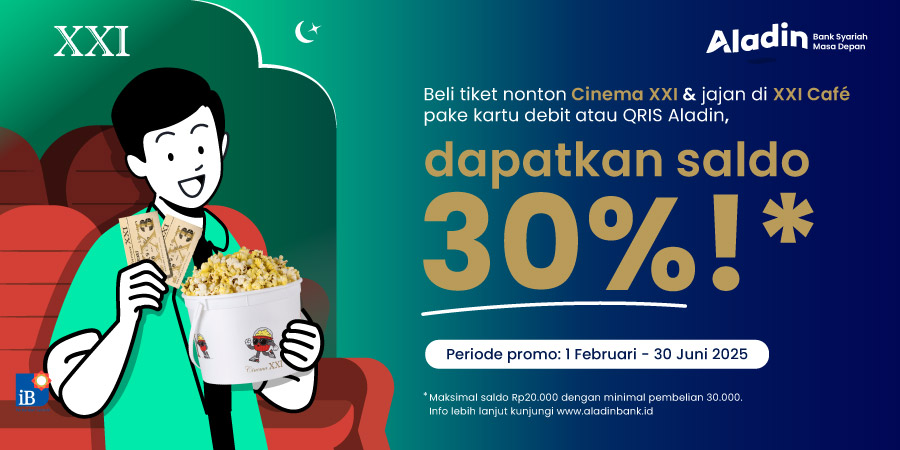 XXI
Aladin
Bank Syariah
Masa Depan
Beli tiket nonton Cinema XXI & jajan di XXI Café
pake kartu debit atau QRIS Aladin,
dapatkan saldo
30%!*
Periode promo: 1 Februari - 30 Juni 2025
* Maksimal saldo Rp20.000 dengan minimal pembelian 30.000.
Info lebih lanjut kunjungi www.aladinbank.id
XXI
Cinema XXI
iB